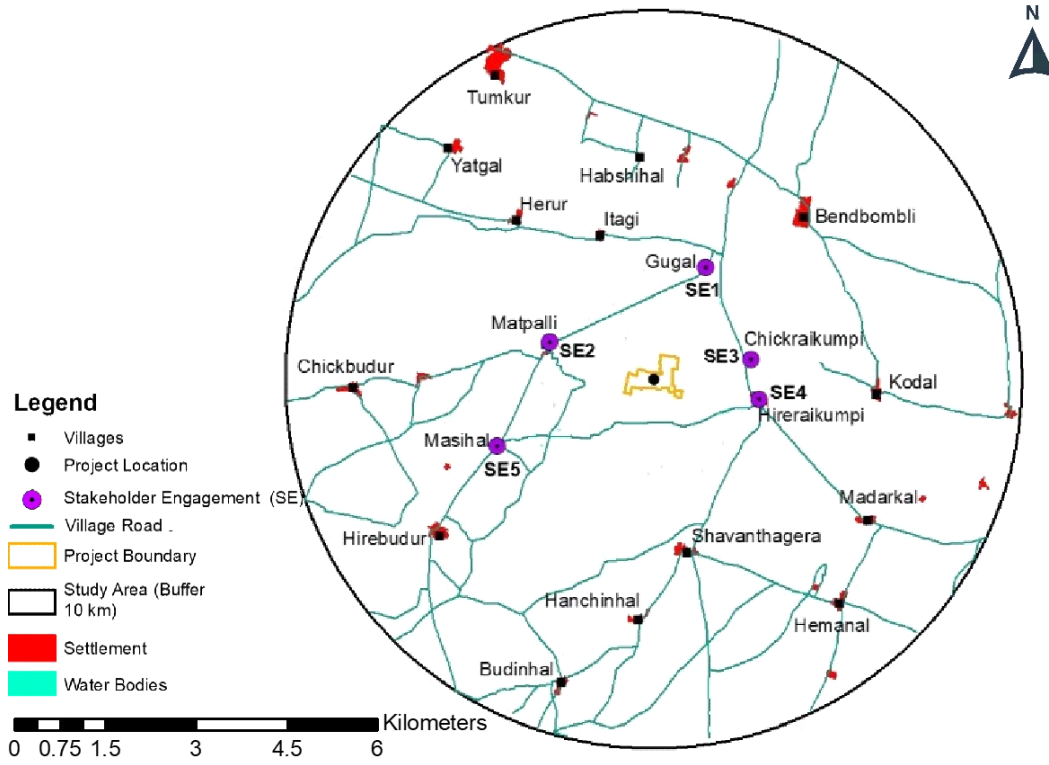 N
Tumkur
Yatgal
Habshihal
Herur
Itagi
Bendbombli
Gugal
SE1
Matpalli
SE2
Chickraikumpi
SE3
Chickbudur
SE4
Kodal
Hireraikumpi
Masihal
SE5
Madarkal
Hirebudur
Shavanthagera
Hanchinhal
Hemanal
Budinhal
Legend
Villages
Project Location
Stakeholder Engagement (SE)
Village Road .
Project Boundary
Study Area (Buffer
10 km)
Settlement
Water Bodies
Kilometers
0 0.75 1.5 3 4.5 6